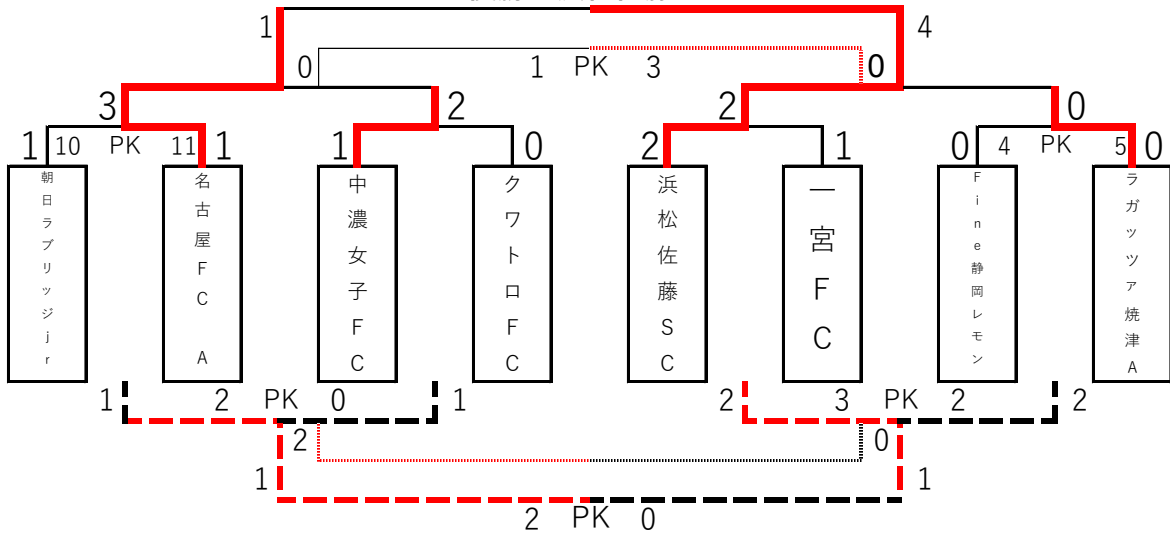 1
4
0
1 PK 3
0
3
2
2
0
1 10 PK 11 1
1
0
2
1
0 4 PK 5 0
朝日ラブリッジjr
名古屋FC A
中濃女子FC
クワトロFC
浜松佐藤SC
一宮FC
Fine静岡レモン
ラガッツァ焼津A
1 2 PK 0 1
2 3 PK 2 2
2
0
1
1
2 PK 0